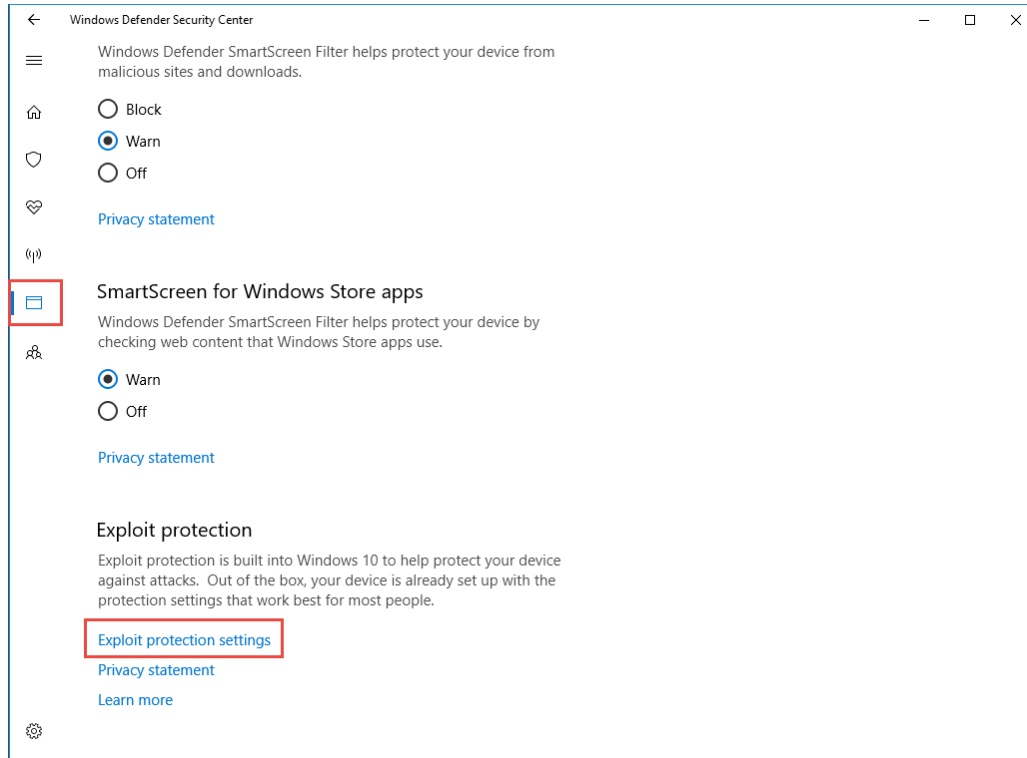 Windows Defender Security Center
Windows Defender SmartScreen Filter helps protect your device from
malicious sites and downloads.
Block
Warn
Off
Privacy statement
SmartScreen for Windows Store apps
Windows Defender SmartScreen Filter helps protect your device by
checking web content that Windows Store apps use.
Warn
Off
Privacy statement
Exploit protection
Exploit protection is built into Windows 10 to help protect your device
against attacks.  Out of the box, your device is already set up with the
protection settings that work best for most people.
Exploit protection settings
Privacy statement
Learn more